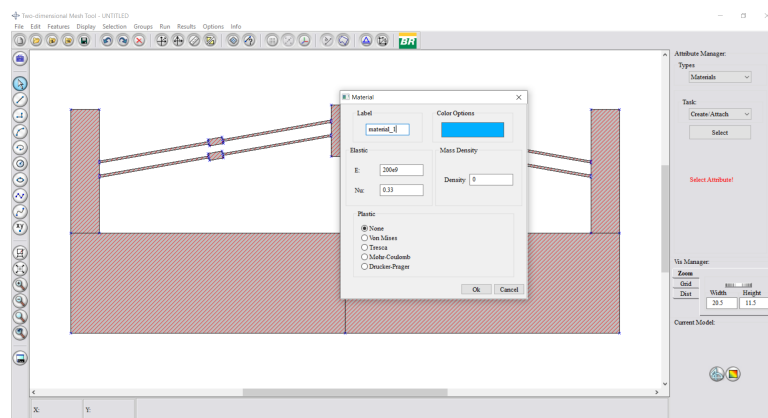 Two-dimensional Mesh Tool - UNTITLED
File Edit Features Display Selection Groups Run Results Options Info
BR
Attribute Manager:
Types
Materials
Task:
Create/Attach
Select
Select Attribute!
Material
Label
material_1
Color Options
Elastic
E: 200e9
Nu: 0.33
Mass Density
Density 0
Plastic
None
Von Mises
Tresca
Mohr-Coulomb
Drucker-Prager
Ok Cancel
xy
Vis Manager:
Zoom
Grid
Dist
Width Height
20.5 11.5
Current Model:
X: Y: